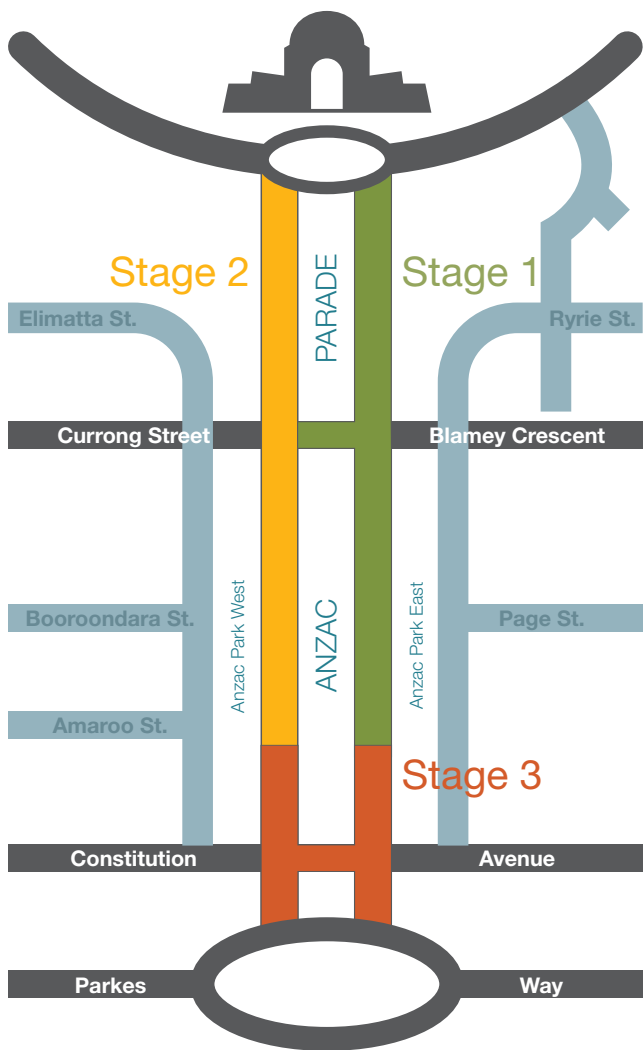 Stage 2
Stage 1
PARADE
Elimatta St.
Ryrie St.
Currong Street
Blamey Crescent
Anzac Park West
ANZAC
Anzac Park East
Booroondara St.
Page St.
Amaroo St.
Stage 3
Constitution
Avenue
Parkes
Way